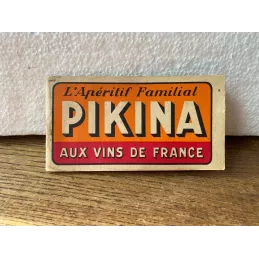 L'Apéritif Familial
PIKINA
AUX VINS DE FRANCE